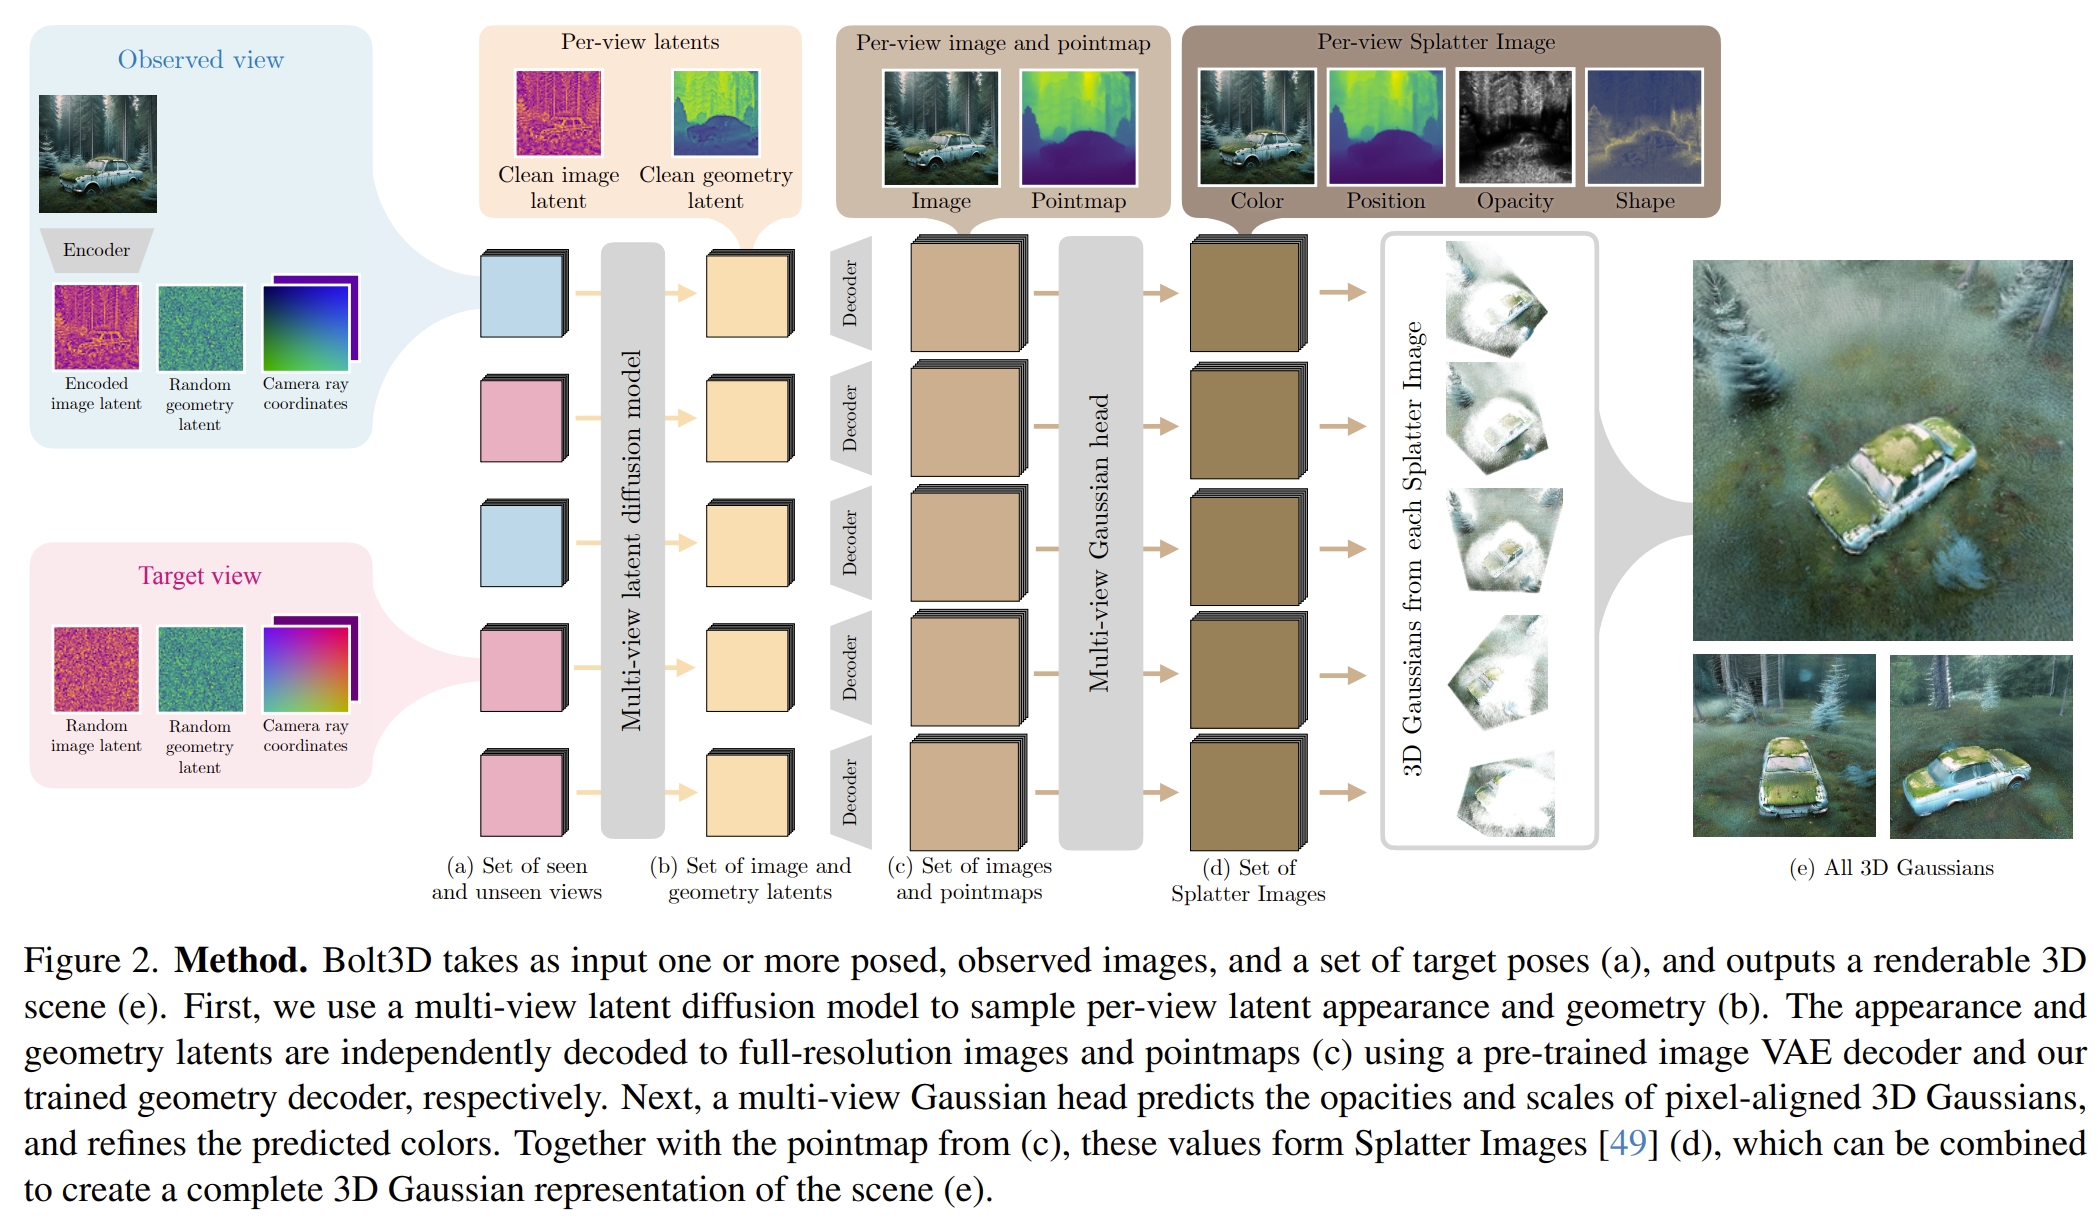 Observed view
Encoder
Encoded
image latent
Random
geometry
latent
Camera ray
coordinates
Target view
Random
image latent
Random
geometry
latent
Camera ray
coordinates
Per-view latents
Clean image
latent
Clean geometry
latent
Per-view image and pointmap
Image
Pointmap
Per-view Splatter Image
Color
Position
Opacity
Shape
Multi-view latent diffusion model
Decoder
Decoder
Decoder
Decoder
Decoder
Multi-view Gaussian head
3D Gaussians from each Splatter Image
(a) Set of seen
and unseen views
(b) Set of image and
geometry latents
(c) Set of images
and pointmaps
(d) Set of
Splatter Images
(e) All 3D Gaussians
Figure 2. Method. Bolt3D takes as input one or more posed, observed images, and a set of target poses (a), and outputs a renderable 3D
scene (e). First, we use a multi-view latent diffusion model to sample per-view latent appearance and geometry (b). The appearance and
geometry latents are independently decoded to full-resolution images and pointmaps (c) using a pre-trained image VAE decoder and our
trained geometry decoder, respectively. Next, a multi-view Gaussian head predicts the opacities and scales of pixel-aligned 3D Gaussians,
and refines the predicted colors. Together with the pointmap from (c), these values form Splatter Images [49] (d), which can be combined
to create a complete 3D Gaussian representation of the scene (e).